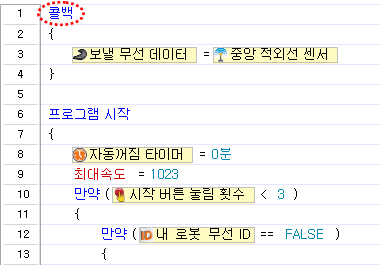 1 콜백
2 {
3 보낼 무선 데이터 = 중앙 적외선 센서
4 }
5
6 프로그램 시작
7 {
8 자동꺼짐 타이머 = 0분
9 최대속도 = 1023
10 만약 ( 시작 버튼 눌림 횟수 < 3 )
11 {
12 만약 ( ID 내 로봇 무선 ID == FALSE )
13 {